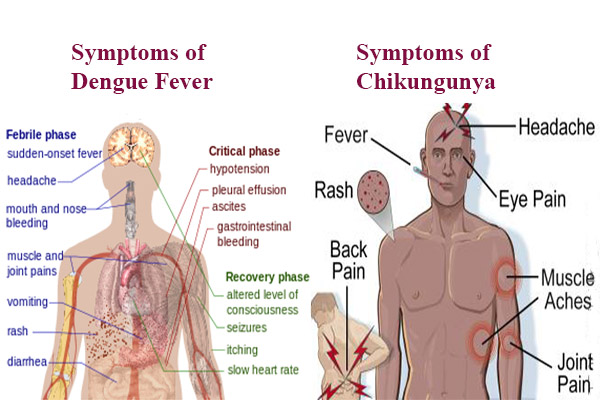 Symptoms of
Dengue Fever
Febrile phase
sudden-onset fever
headache
mouth and nose
bleeding
muscle and
joint pains
vomiting
rash
diarrhea
Critical phase
hypotension
pleural effusion
ascites
gastrointestinal
bleeding
Recovery phase
altered level of
consciousness
seizures
itching
slow heart rate
Symptoms of
Chikungunya
Fever
Headache
Rash
Eye Pain
Back
Pain
Muscle
Aches
Joint
Pain